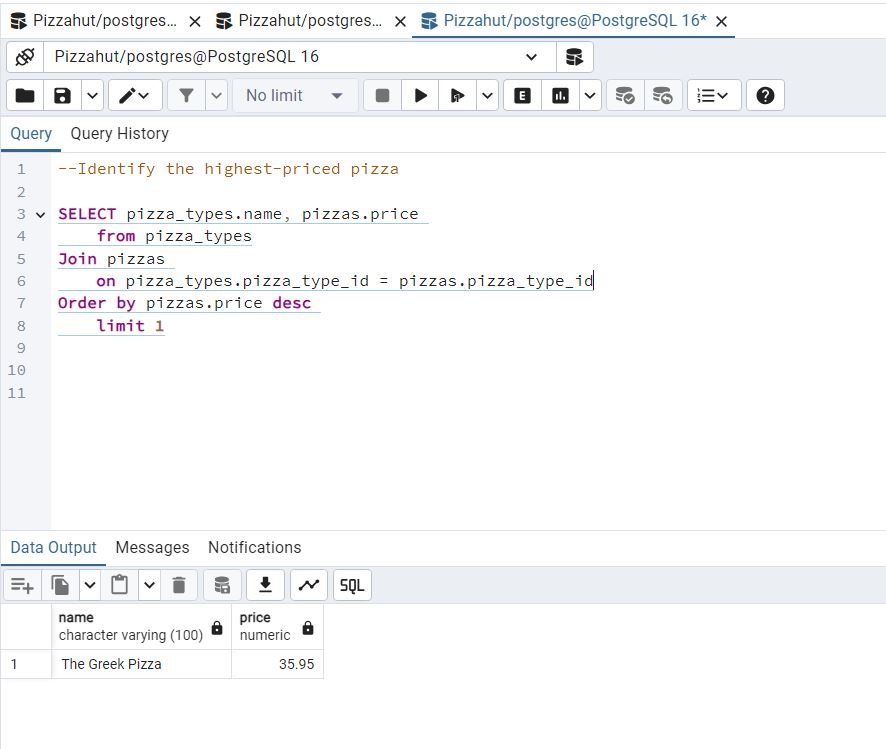 Pizzahut/postgres... Pizzahut/postgres... Pizzahut/postgres@PostgreSQL 16*
Pizzahut/postgres@PostgreSQL 16
No limit E
Query Query History
1 --Identify the highest-priced pizza
2
3 SELECT pizza_types.name, pizzas.price
4 from pizza_types
5 Join pizzas
6 on pizza_types.pizza_type_id = pizzas.pizza_type_id
7 Order by pizzas.price desc
8 limit 1
9
10
11
Data Output Messages Notifications
SQL
name price
character varying (100) numeric
1 The Greek Pizza 35.95